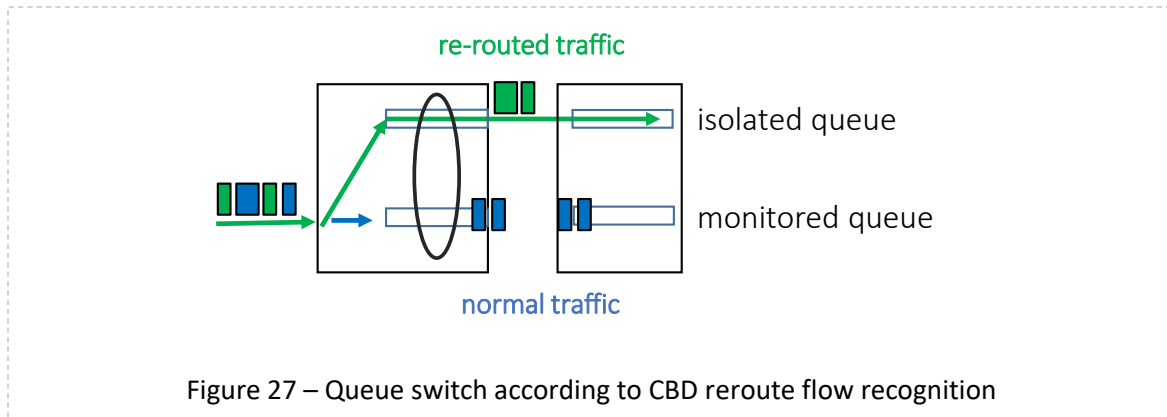 re-routed traffic
isolated queue
monitored queue
normal traffic
Figure 27 – Queue switch according to CBD reroute flow recognition